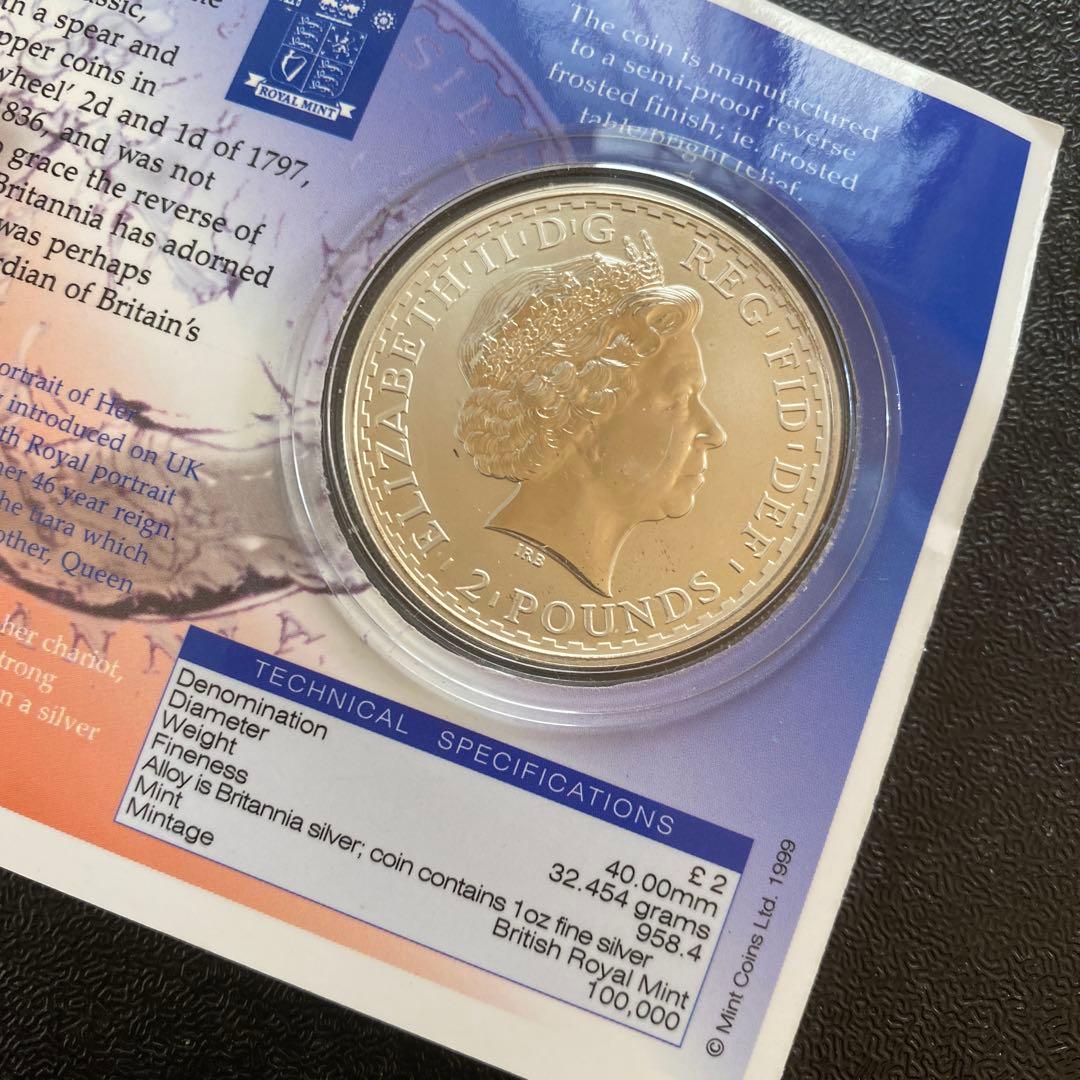 ssic,
h a spear and
pper coins in
wheel' 2d and 1d of 1797,
836, and was not
grace the reverse of
Britannia has adorned
was perhaps
rdian of Britain's
ortrait of Her
introduced on UK
th Royal portrait
her 46 year reign.
he tiara which
other, Queen
her chariot,
trong
n a silver
ROYAL MINT
The coin is manufactured
to a semi-proof reverse
frosted finish; ie. frosted
table/bright relief
ELIZABETH·II·D·G REG·FID·DEF
2·POUNDS
IRB
TECHNICAL SPECIFICATIONS
Denomination £2
Diameter 40.00mm
Weight 32.454 grams
Fineness 958.4
Alloy is Britannia silver; coin contains 1oz fine silver
Mint British Royal Mint
Mintage 100,000
© Mint Coins Ltd. 1999